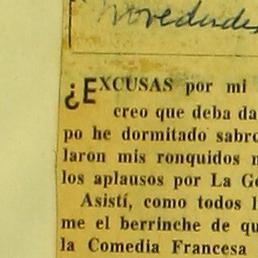 Novedades
¿EXCUSAS por mi
creo que deba da
po he dormitado sabro
laron mis ronquidos n
los aplausos por La G
Asistí, como todos l
me el berrinche de qu
la Comedia Francesa